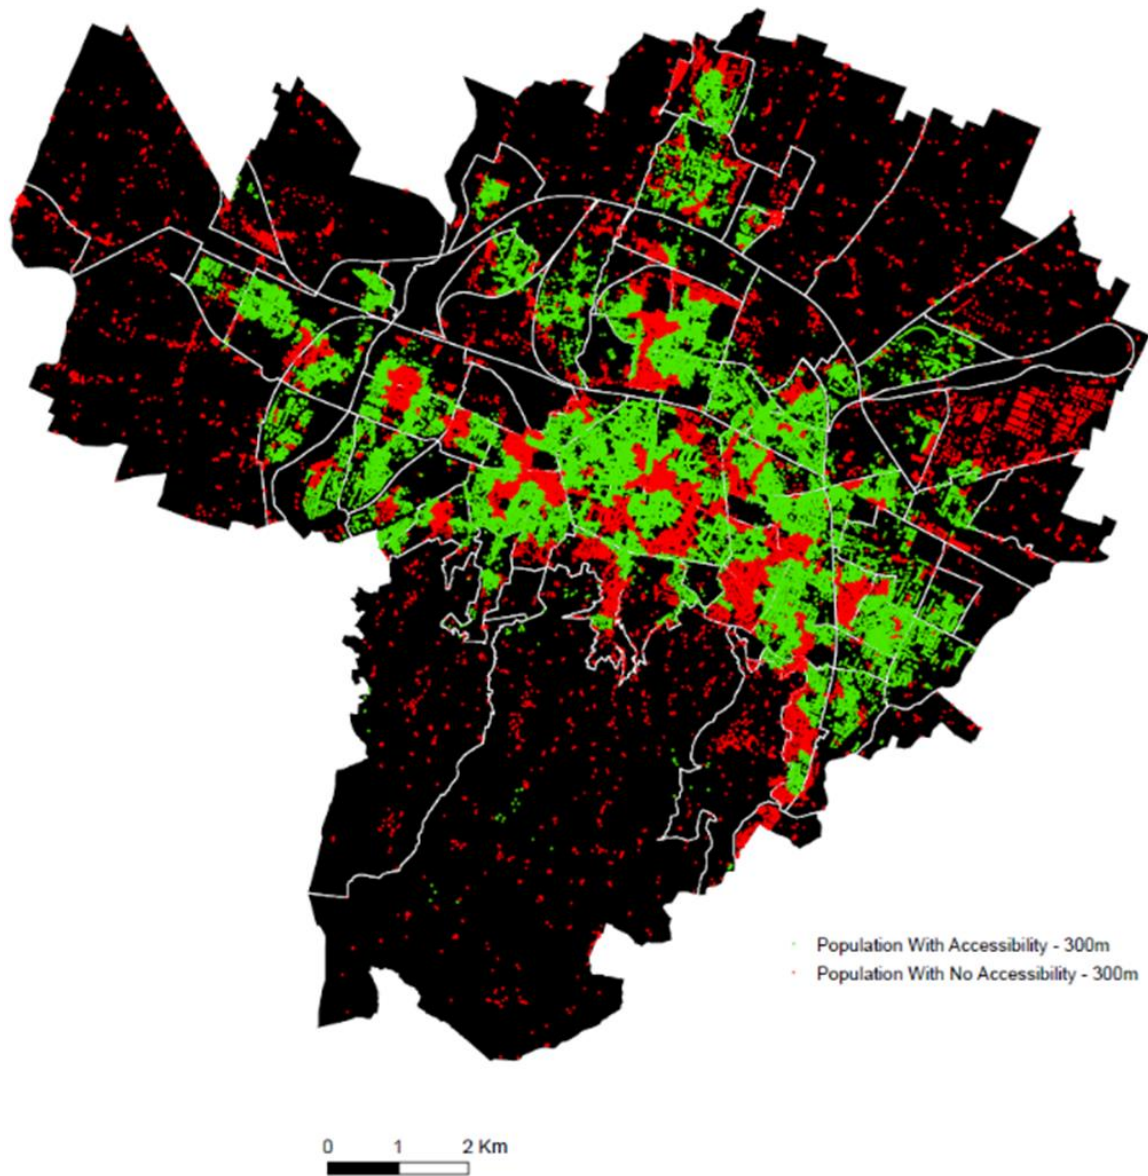 Population With Accessibility - 300m
Population With No Accessibility - 300m
0 1 2 Km